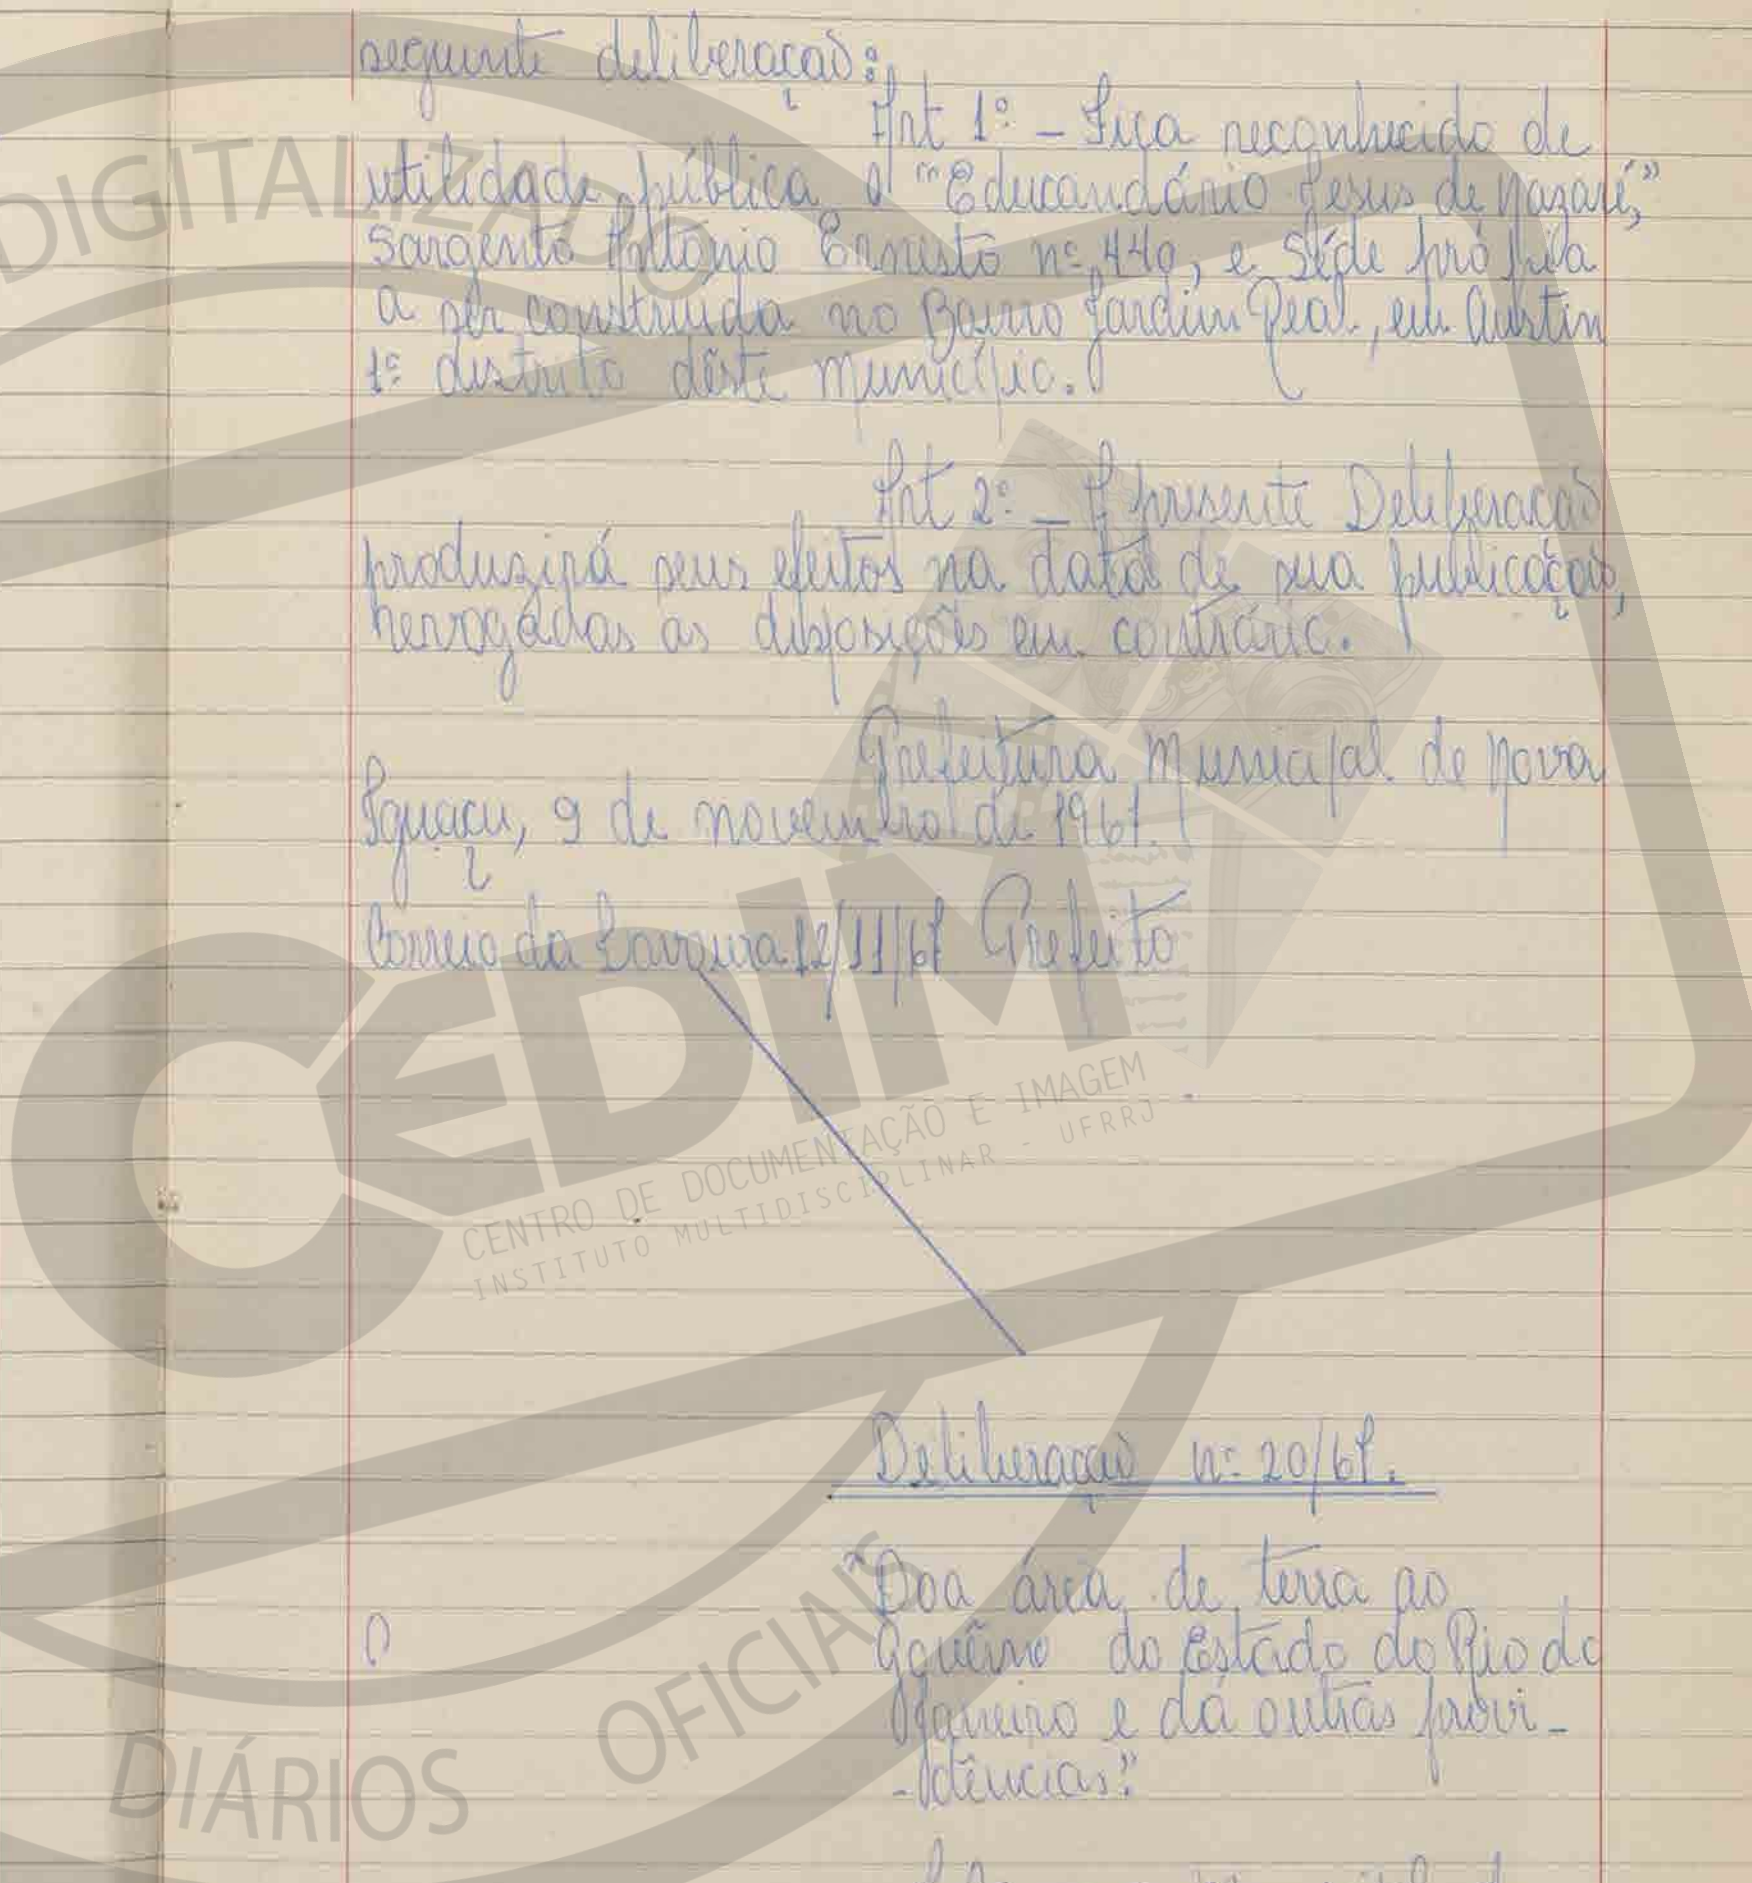 seguinte deliberação:
Art 1º - Fica reconhecido de
utilidade pública o "Educandário Jesus de Nazaré,"
Sargento Antônio Ernesto nº 440, e séde própria
a ser construída no Bairro Jardim Real, em Austin
1º distrito dêste Município.
Art 2º - A presente Deliberação
produzirá seus efeitos na data de sua publicação,
revogadas as disposições em contrário.
Prefeitura Municipal de Nova
Iguaçu, 9 de novembro de 1961.
Correio da Lavoura 12/11/61 Prefeito
Deliberação nº 20/61.
"Doa área de terra ao
Govêrno do Estado do Rio de
Janeiro e dá outras provi-
-dências."
DIGITALIZADO
CEDIM
CENTRO DE DOCUMENTAÇÃO E IMAGEM
INSTITUTO MULTIDISCIPLINAR - UFRRJ
DIÁRIOS OFICIAIS